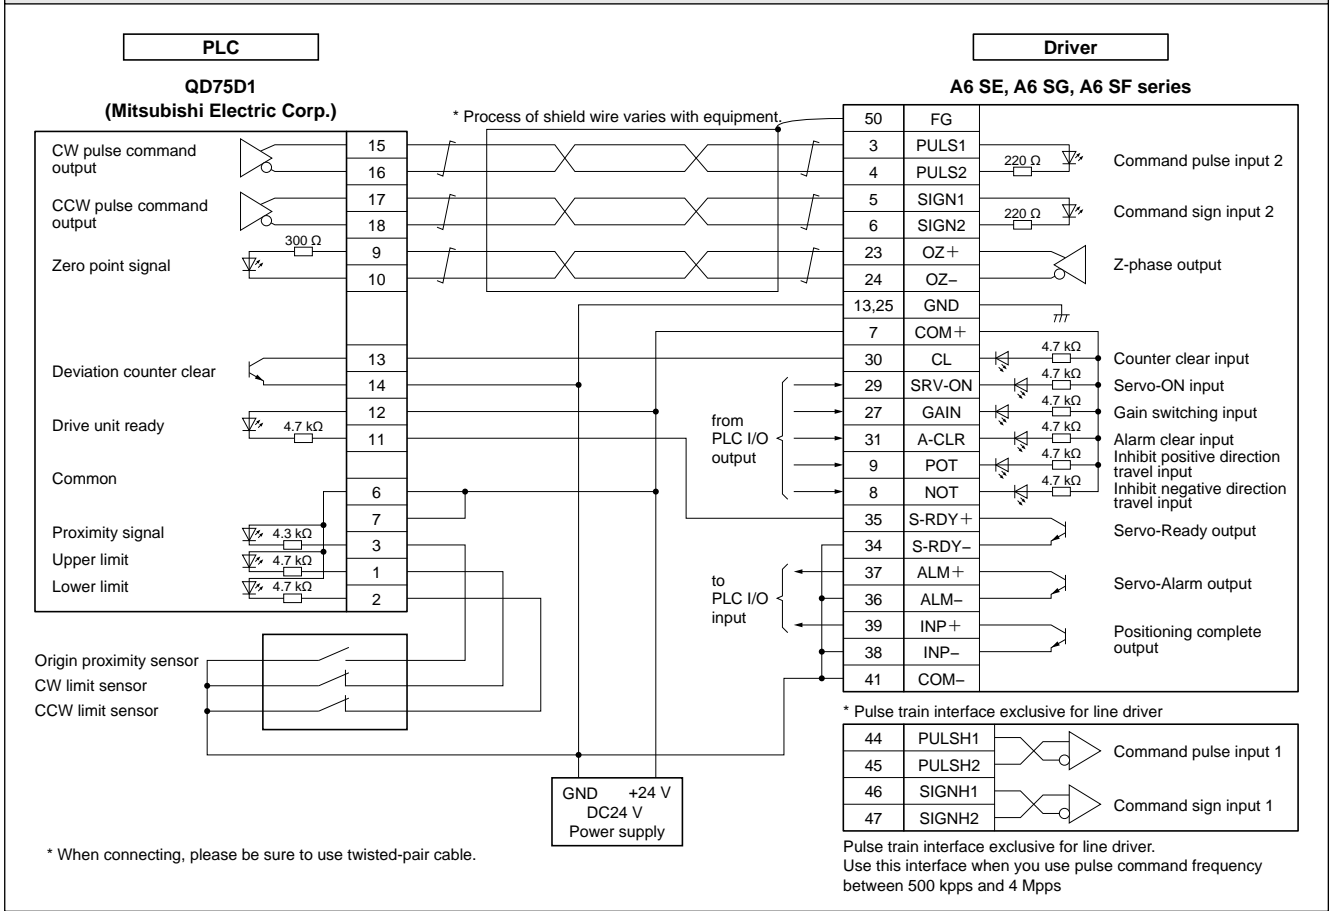 PLC
Driver
QD75D1
(Mitsubishi Electric Corp.)
A6 SE, A6 SG, A6 SF series
* Process of shield wire varies with equipment.
CW pulse command
output
15
16
CCW pulse command
output
17
18
Zero point signal
300 Ω
9
10
Deviation counter clear
13
14
Drive unit ready
4.7 kΩ
12
11
Common
6
7
Proximity signal
4.3 kΩ
3
Upper limit
4.7 kΩ
1
Lower limit
4.7 kΩ
2
Origin proximity sensor
CW limit sensor
CCW limit sensor
from
PLC I/O
output
to
PLC I/O
input
GND +24 V
DC24 V
Power supply
* When connecting, please be sure to use twisted-pair cable.
50 FG
3 PULS1
4 PULS2
220 Ω
Command pulse input 2
5 SIGN1
6 SIGN2
220 Ω
Command sign input 2
23 OZ+
24 OZ−
Z-phase output
13,25 GND
7 COM+
30 CL 4.7 kΩ Counter clear input
29 SRV-ON 4.7 kΩ Servo-ON input
27 GAIN 4.7 kΩ Gain switching input
31 A-CLR 4.7 kΩ Alarm clear input
9 POT 4.7 kΩ Inhibit positive direction
travel input
8 NOT 4.7 kΩ Inhibit negative direction
travel input
35 S-RDY+
34 S-RDY−
Servo-Ready output
37 ALM+
36 ALM−
Servo-Alarm output
39 INP+
38 INP−
Positioning complete
output
41 COM−
* Pulse train interface exclusive for line driver
44 PULSH1
45 PULSH2
Command pulse input 1
46 SIGNH1
47 SIGNH2
Command sign input 1
Pulse train interface exclusive for line driver.
Use this interface when you use pulse command frequency
between 500 kpps and 4 Mpps